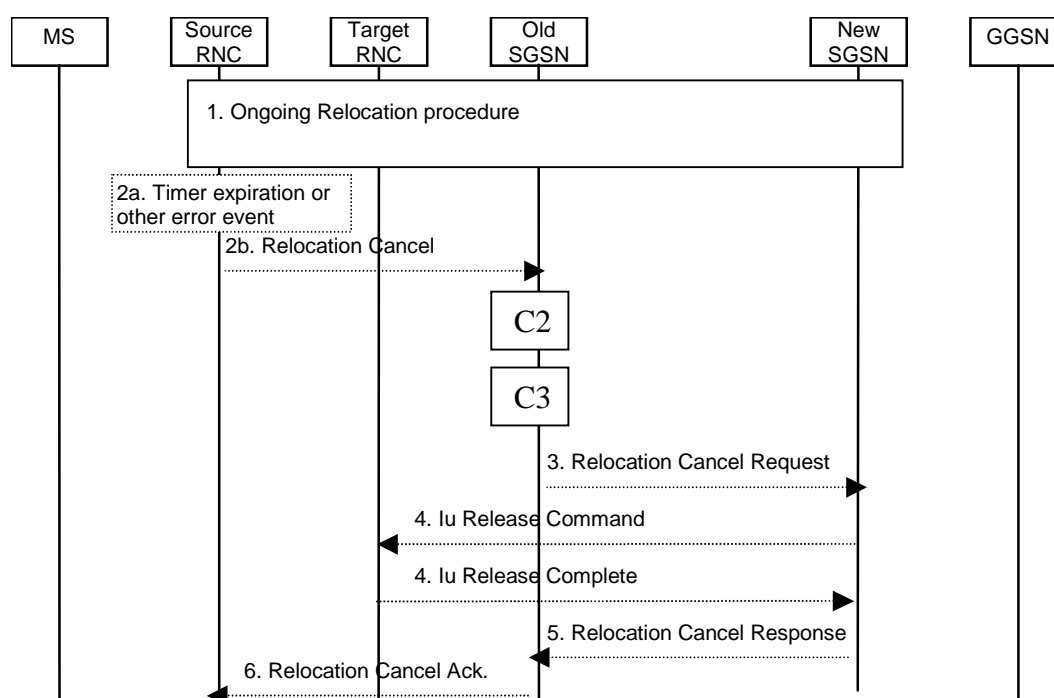 MS
Source
RNC
Target
RNC
Old
SGSN
New
SGSN
GGSN
1. Ongoing Relocation procedure
2a. Timer expiration or
other error event
2b. Relocation Cancel
C2
C3
3. Relocation Cancel Request
4. Iu Release Command
4. Iu Release Complete
5. Relocation Cancel Response
6. Relocation Cancel Ack.